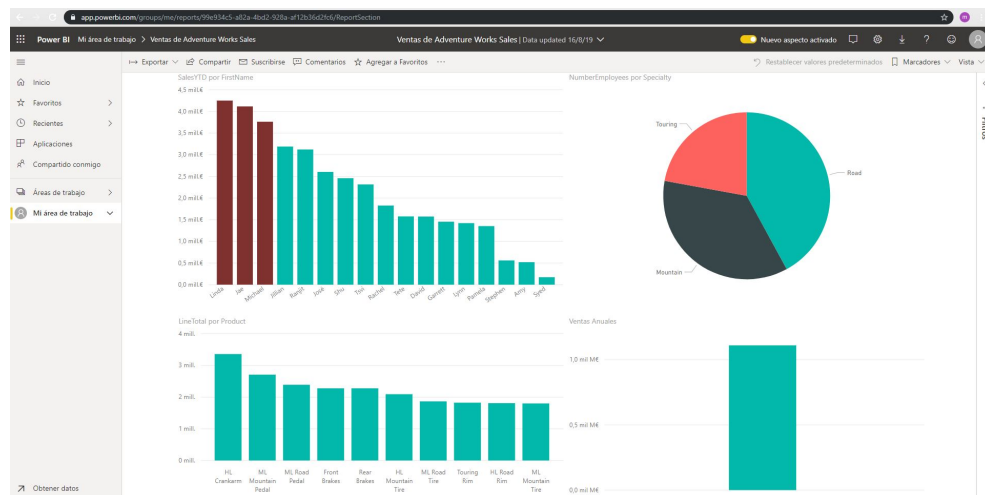 app.powerbi.com/groups/me/reports/99e934c5-a82a-4bd2-928a-af12b36d2fc6/ReportSection
Power BI Mi área de trabajo > Ventas de Adventure Works Sales
Ventas de Adventure Works Sales | Data updated 16/8/19
Nuevo aspecto activado
Exportar Compartir Suscribirse Comentarios Agregar a Favoritos ...
Restablecer valores predeterminados Marcadores Vista
Inicio
Favoritos
Recientes
Aplicaciones
Compartido conmigo
Áreas de trabajo
Mi área de trabajo
Obtener datos
Filtros
SalesYTD por FirstName
4,5 mill.€
4,0 mill.€
3,5 mill.€
3,0 mill.€
2,5 mill.€
2,0 mill.€
1,5 mill.€
1,0 mill.€
0,5 mill.€
0,0 mill.€
Linda Jae Michael Jillian Ranjit José Shu Tsvi Rachel Tete David Garrett Lynn Pamela Stephen Amy Syed
NumberEmployees por Specialty
Touring
Road
Mountain
LineTotal por Product
4 mill.
3 mill.
2 mill.
1 mill.
0 mill.
HL Crankarm
ML Mountain Pedal
ML Road Pedal
Front Brakes
Rear Brakes
HL Mountain Tire
ML Road Tire
Touring Rim
HL Road Rim
ML Mountain Tire
Ventas Anuales
1,0 mil M€
0,5 mil M€
0,0 mil M€